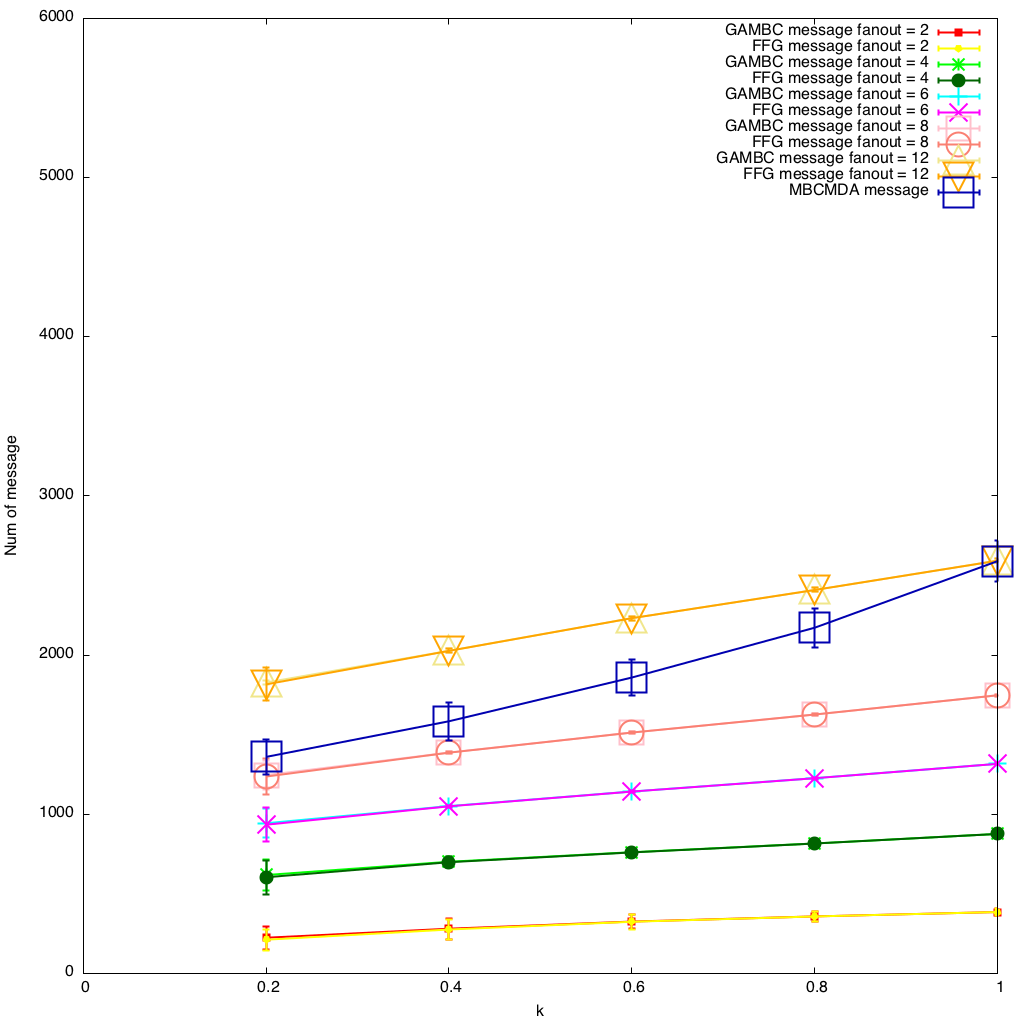 6000
5000
4000
3000
2000
1000
0
Num of message
0
0.2
0.4
0.6
0.8
1
k
GAMBC message fanout = 2
FFG message fanout = 2
GAMBC message fanout = 4
FFG message fanout = 4
GAMBC message fanout = 6
FFG message fanout = 6
GAMBC message fanout = 8
FFG message fanout = 8
GAMBC message fanout = 12
FFG message fanout = 12
MBCMDA message